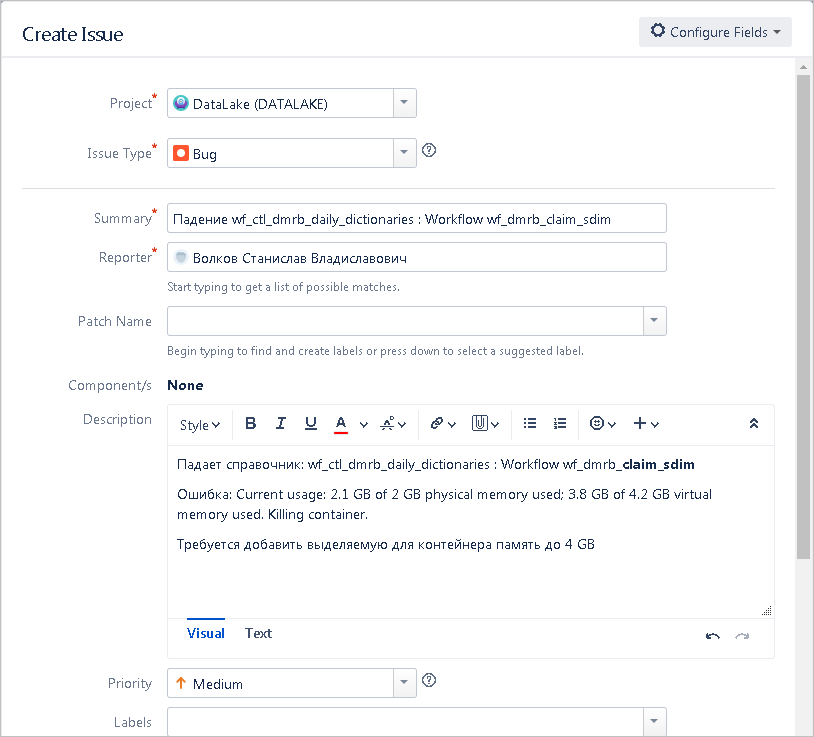 Create Issue
Configure Fields
Project*
DataLake (DATALAKE)
Issue Type*
Bug
Summary*
Падение wf_ctl_dmrb_daily_dictionaries : Workflow wf_dmrb_claim_sdim
Reporter*
Волков Станислав Владиславович
Start typing to get a list of possible matches.
Patch Name
Begin typing to find and create labels or press down to select a suggested label.
Component/s
None
Description
Style
B I U A
Падает справочник: wf_ctl_dmrb_daily_dictionaries : Workflow wf_dmrb_claim_sdim
Ошибка: Current usage: 2.1 GB of 2 GB physical memory used; 3.8 GB of 4.2 GB virtual
memory used. Killing container.
Требуется добавить выделяемую для контейнера память до 4 GB
Visual
Text
Priority
Medium
Labels